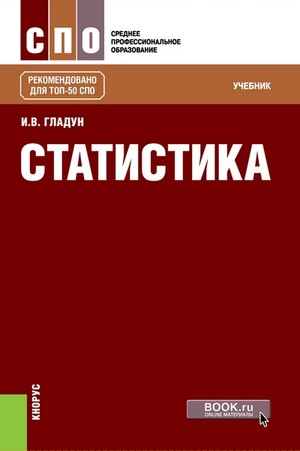 СПО
СРЕДНЕЕ
ПРОФЕССИОНАЛЬНОЕ
ОБРАЗОВАНИЕ
РЕКОМЕНДОВАНО
ДЛЯ ТОП-50 СПО
УЧЕБНИК
И.В. ГЛАДУН
СТАТИСТИКА
КНОРУС
BOOK.ru
ONLINE МАТЕРИАЛЫ